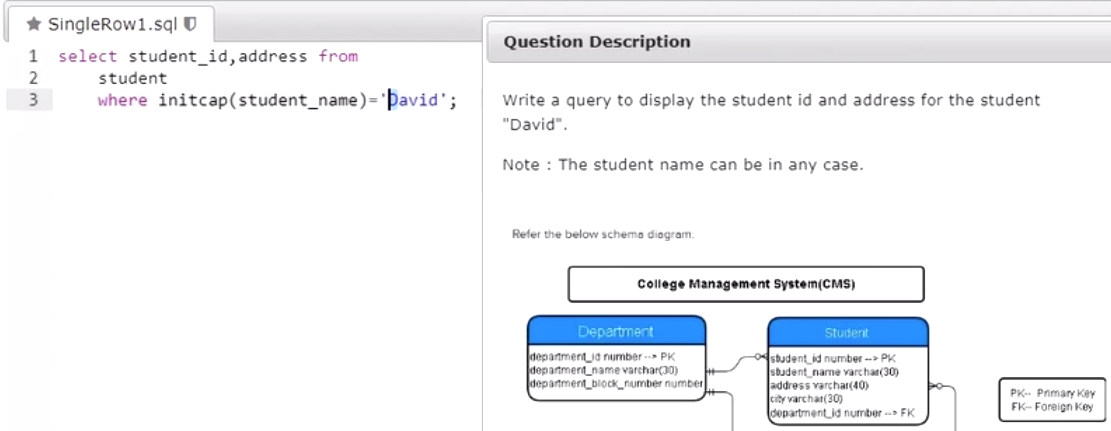 SingleRow1.sql
1 select student_id,address from
2 student
3 where initcap(student_name)='David';
Question Description
Write a query to display the student id and address for the student
"David".
Note : The student name can be in any case.
Refer the below schema diagram.
College Management System(CMS)
Department
department_id number --> PK
department_name varchar(30)
department_block_number number
Student
student_id number --> PK
student_name varchar(30)
address varchar(40)
city varchar(30)
department_id number --> FK
PK-- Primary Key
FK-- Foreign Key